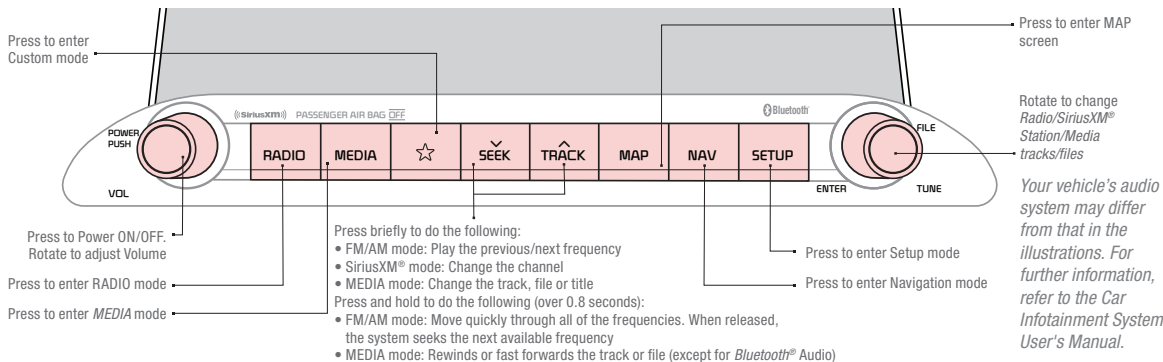 Press to enter
Custom mode
Press to enter MAP
screen
((SiriusXM)) PASSENGER AIR BAG OFF
Bluetooth®
POWER
PUSH
VOL
RADIO
MEDIA
☆
SEEK
TRACK
MAP
NAV
SETUP
FILE
ENTER
TUNE
Rotate to change
Radio/SiriusXM®
Station/Media
tracks/files
Your vehicle's audio
system may differ
from that in the
illustrations. For
further information,
refer to the Car
Infotainment System
User's Manual.
Press to Power ON/OFF.
Rotate to adjust Volume
Press to enter RADIO mode
Press to enter MEDIA mode
Press briefly to do the following:
• FM/AM mode: Play the previous/next frequency
• SiriusXM® mode: Change the channel
• MEDIA mode: Change the track, file or title
Press and hold to do the following (over 0.8 seconds):
• FM/AM mode: Move quickly through all of the frequencies. When released,
the system seeks the next available frequency
• MEDIA mode: Rewinds or fast forwards the track or file (except for Bluetooth® Audio)
Press to enter Setup mode
Press to enter Navigation mode